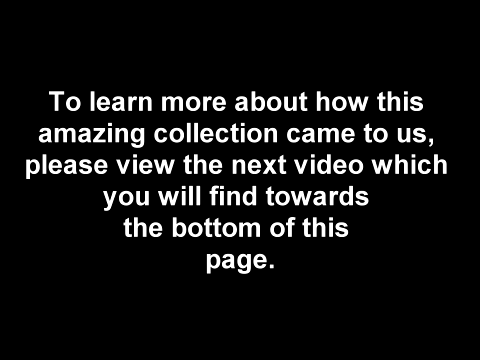 To learn more about how this
amazing collection came to us,
please view the next video which
you will find towards
the bottom of this
page.